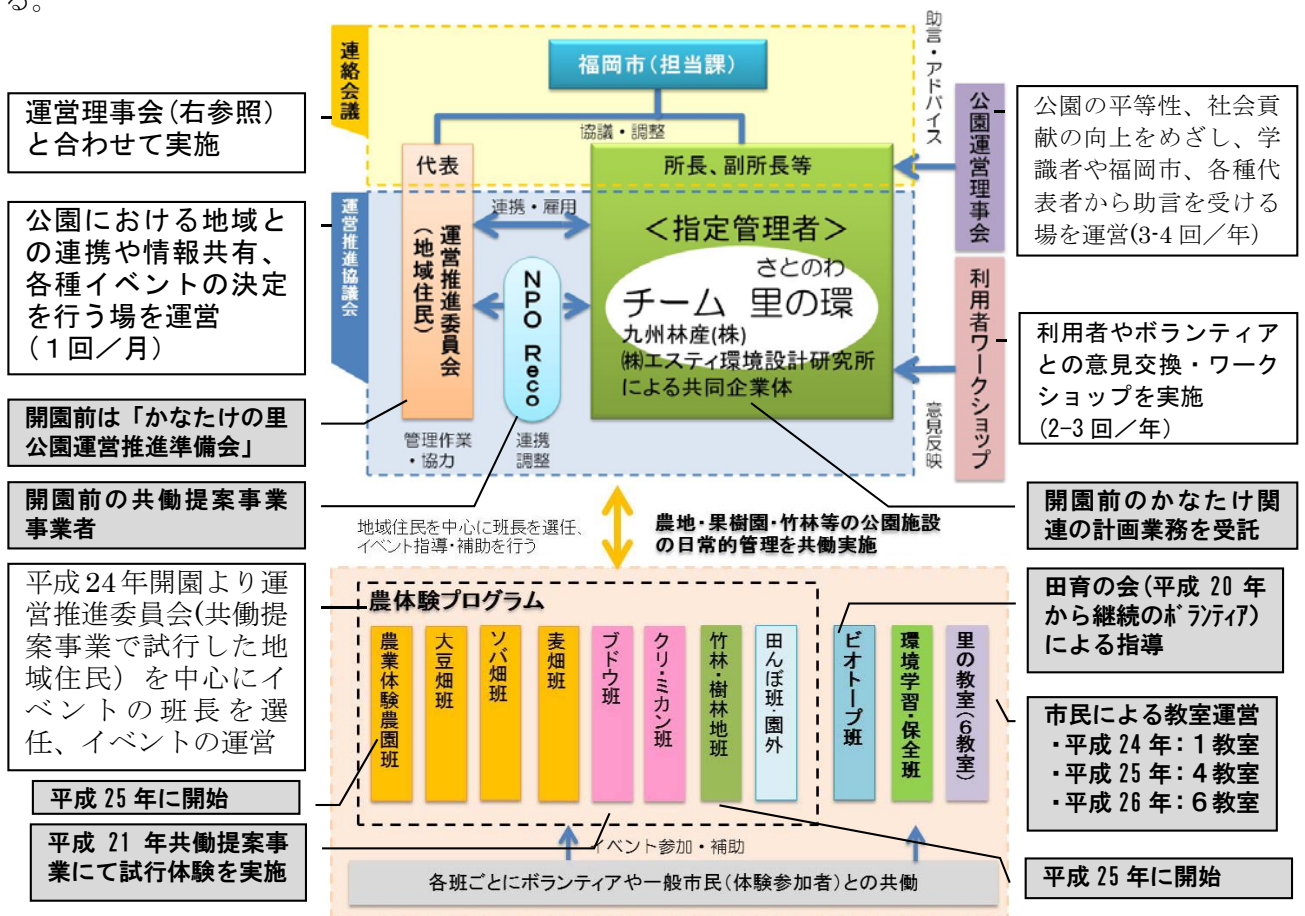 る。
連絡会議
福岡市(担当課)
協議・調整
助言・アドバイス
運営理事会(右参照)
と合わせて実施
代表
所長、副所長等
公園運営理事会
公園の平等性、社会貢
献の向上をめざし、学
識者や福岡市、各種代
表者から助言を受ける
場を運営(3-4 回／年)
公園における地域と
の連携や情報共有、
各種イベントの決定
を行う場を運営
(１回／月)
運営推進協議会
運営推進委員会
(地域住民)
連携・雇用
NPO Reco
＜指定管理者＞
さとのわ
チーム 里の環
九州林産(株)
㈱エスティ環境設計研究所
による共同企業体
利用者ワークショップ
利用者やボランティア
との意見交換・ワーク
ショップを実施
(2-3 回／年)
意見反映
開園前は「かなたけの里
公園運営推進準備会」
管理作業
・協力
連携
調整
開園前の共働提案事業
事業者
開園前のかなたけ関
連の計画業務を受託
地域住民を中心に班長を選任、
イベント指導・補助を行う
農地・果樹園・竹林等の公園施設
の日常的管理を共働実施
平成 24 年開園より運
営推進委員会(共働提
案事業で試行した地
域住民）を中心にイ
ベントの班長を選
任、イベントの運営
農体験プログラム
農業体験農園班
大豆畑班
ソバ畑班
麦畑班
ブドウ班
クリ・ミカン班
竹林・樹林地班
田んぼ班・園外
ビオトープ班
環境学習・保全班
里の教室(６教室)
田育の会(平成 20 年
から継続のﾎﾞﾗﾝﾃｨｱ)
による指導
市民による教室運営
・平成 24 年：１教室
・平成 25 年：４教室
・平成 26 年：６教室
平成 25 年に開始
平成 21 年共働提案事
業にて試行体験を実施
イベント参加・補助
各班ごとにボランティアや一般市民(体験参加者)との共働
平成 25 年に開始